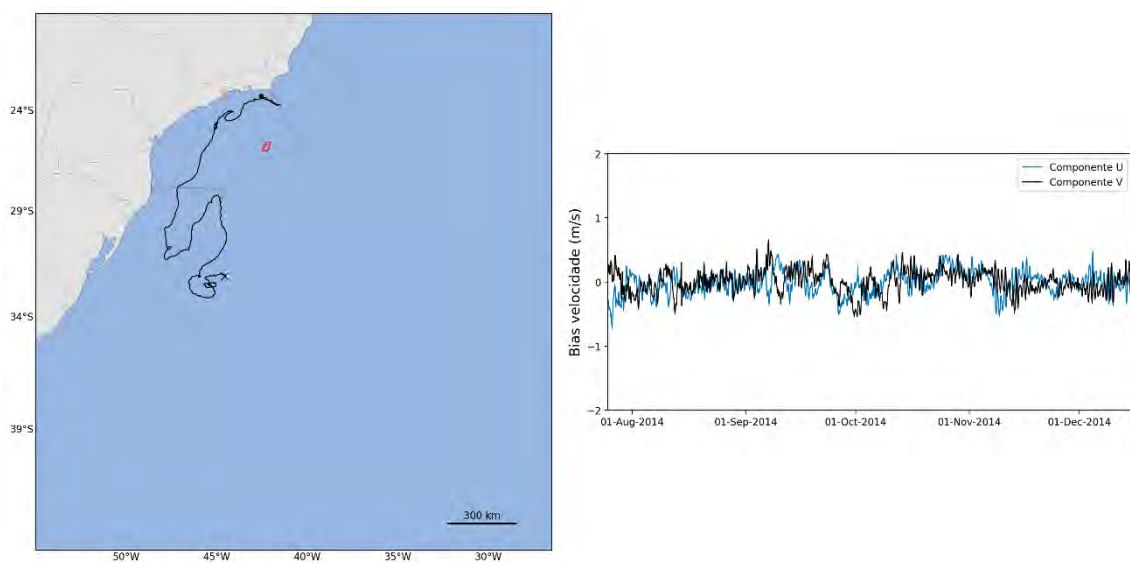 24°S
29°S
34°S
39°S
50°W 45°W 40°W 35°W 30°W
300 km
Bias velocidade (m/s)
2
1
0
−1
−2
01-Aug-2014 01-Sep-2014 01-Oct-2014 01-Nov-2014 01-Dec-2014
Componente U
Componente V